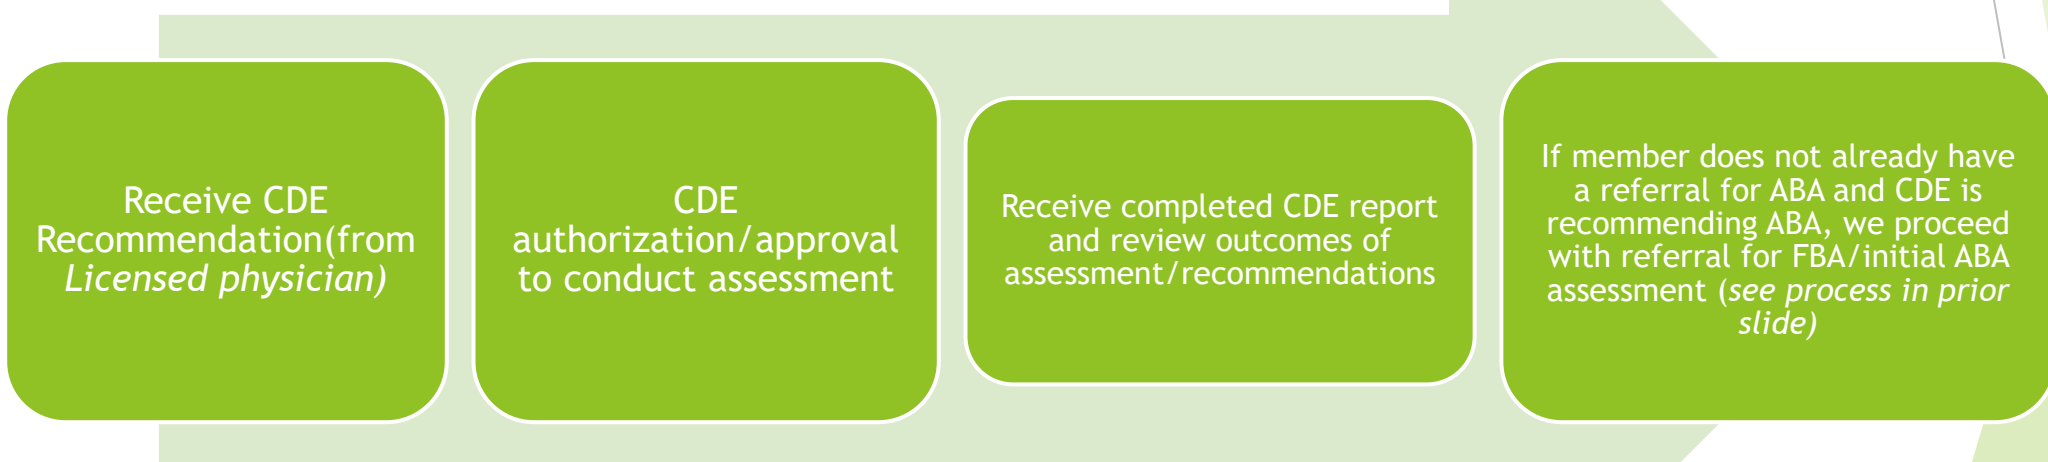 Receive CDE
Recommendation(from
Licensed physician)
CDE
authorization/approval
to conduct assessment
Receive completed CDE report
and review outcomes of
assessment/recommendations
If member does not already have
a referral for ABA and CDE is
recommending ABA, we proceed
with referral for FBA/initial ABA
assessment (see process in prior
slide)